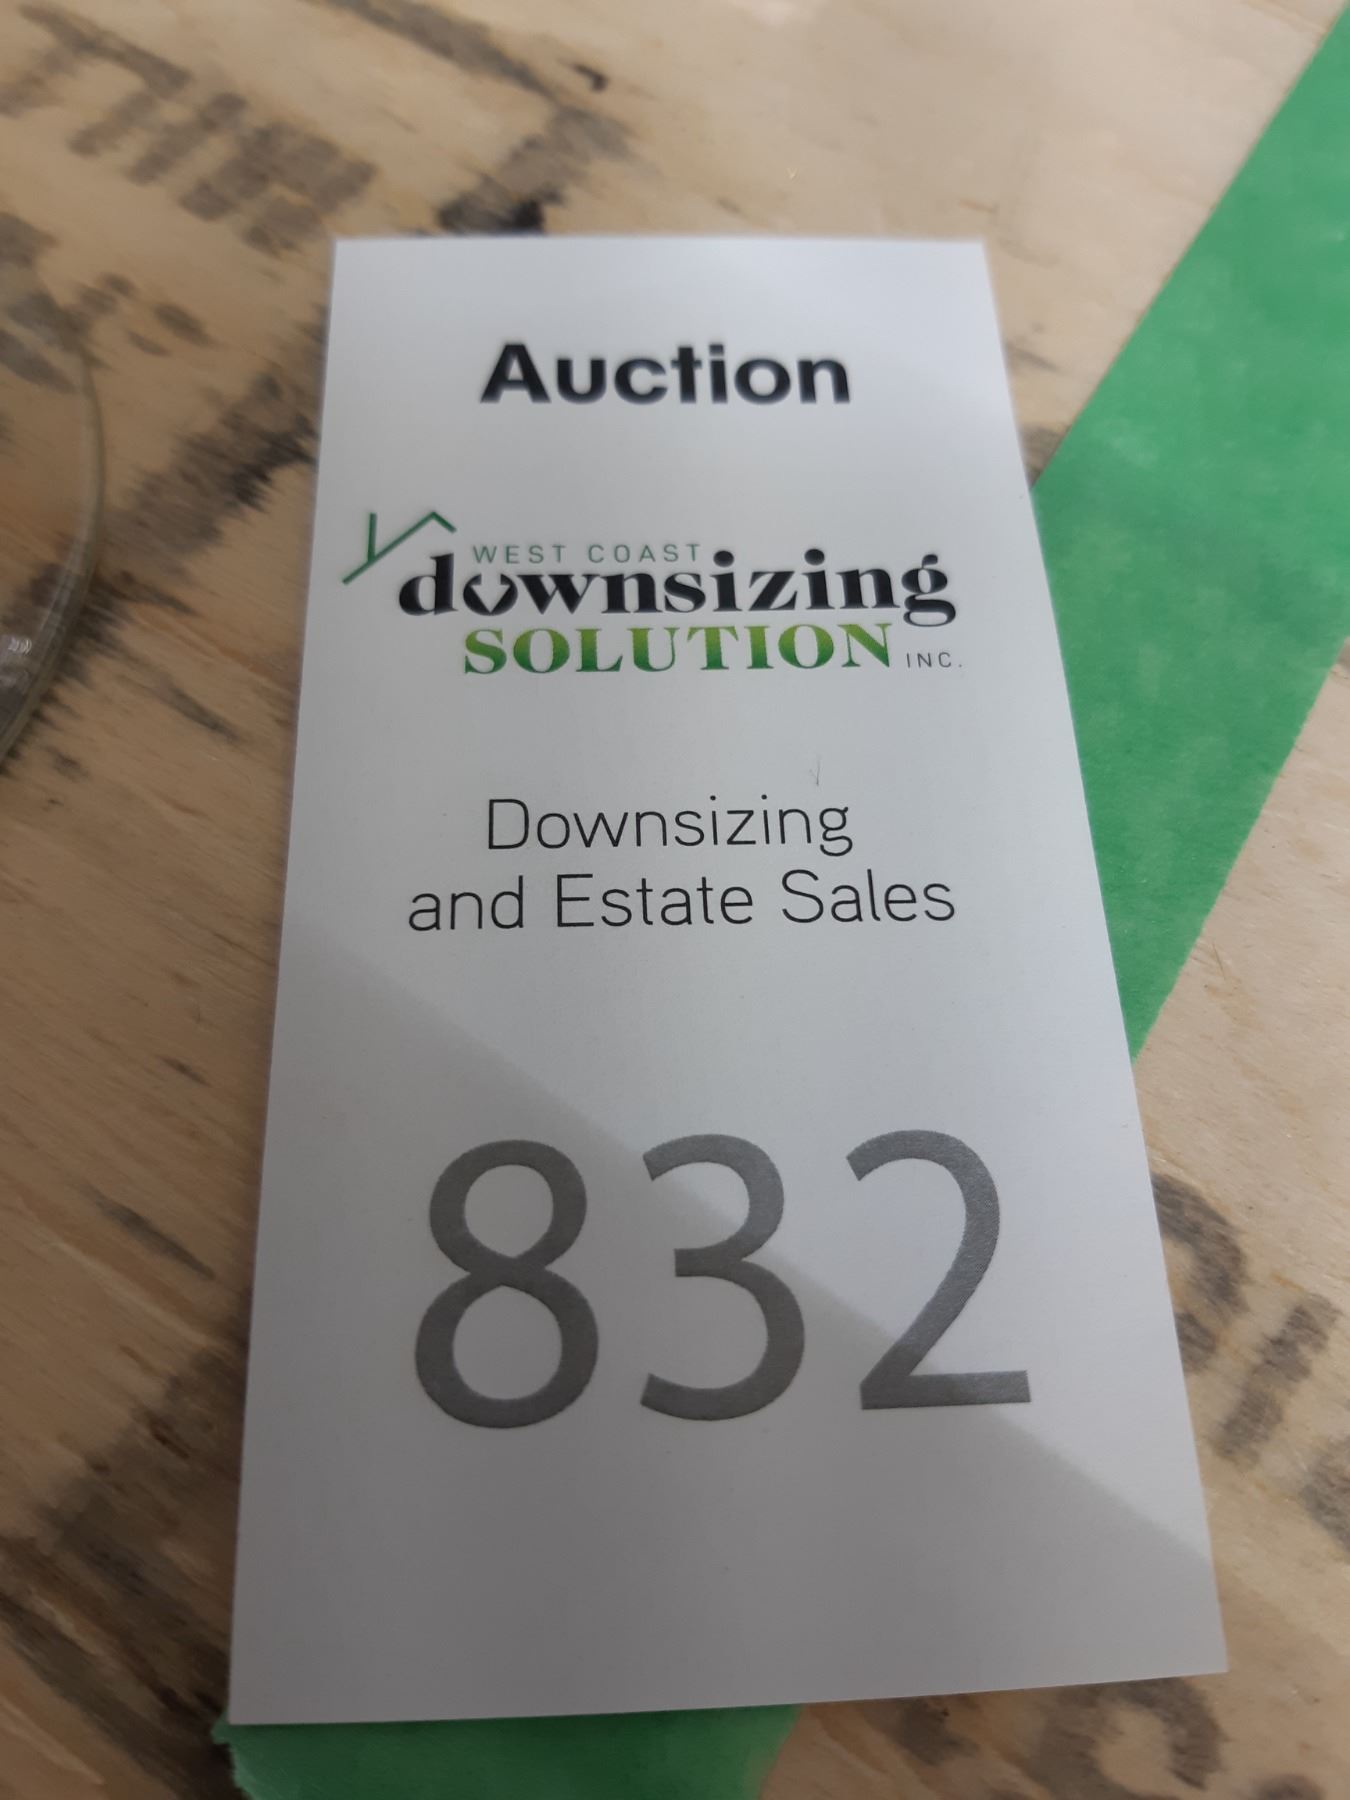 Auction
WEST COAST
downsizing
SOLUTION INC.
Downsizing
and Estate Sales
832